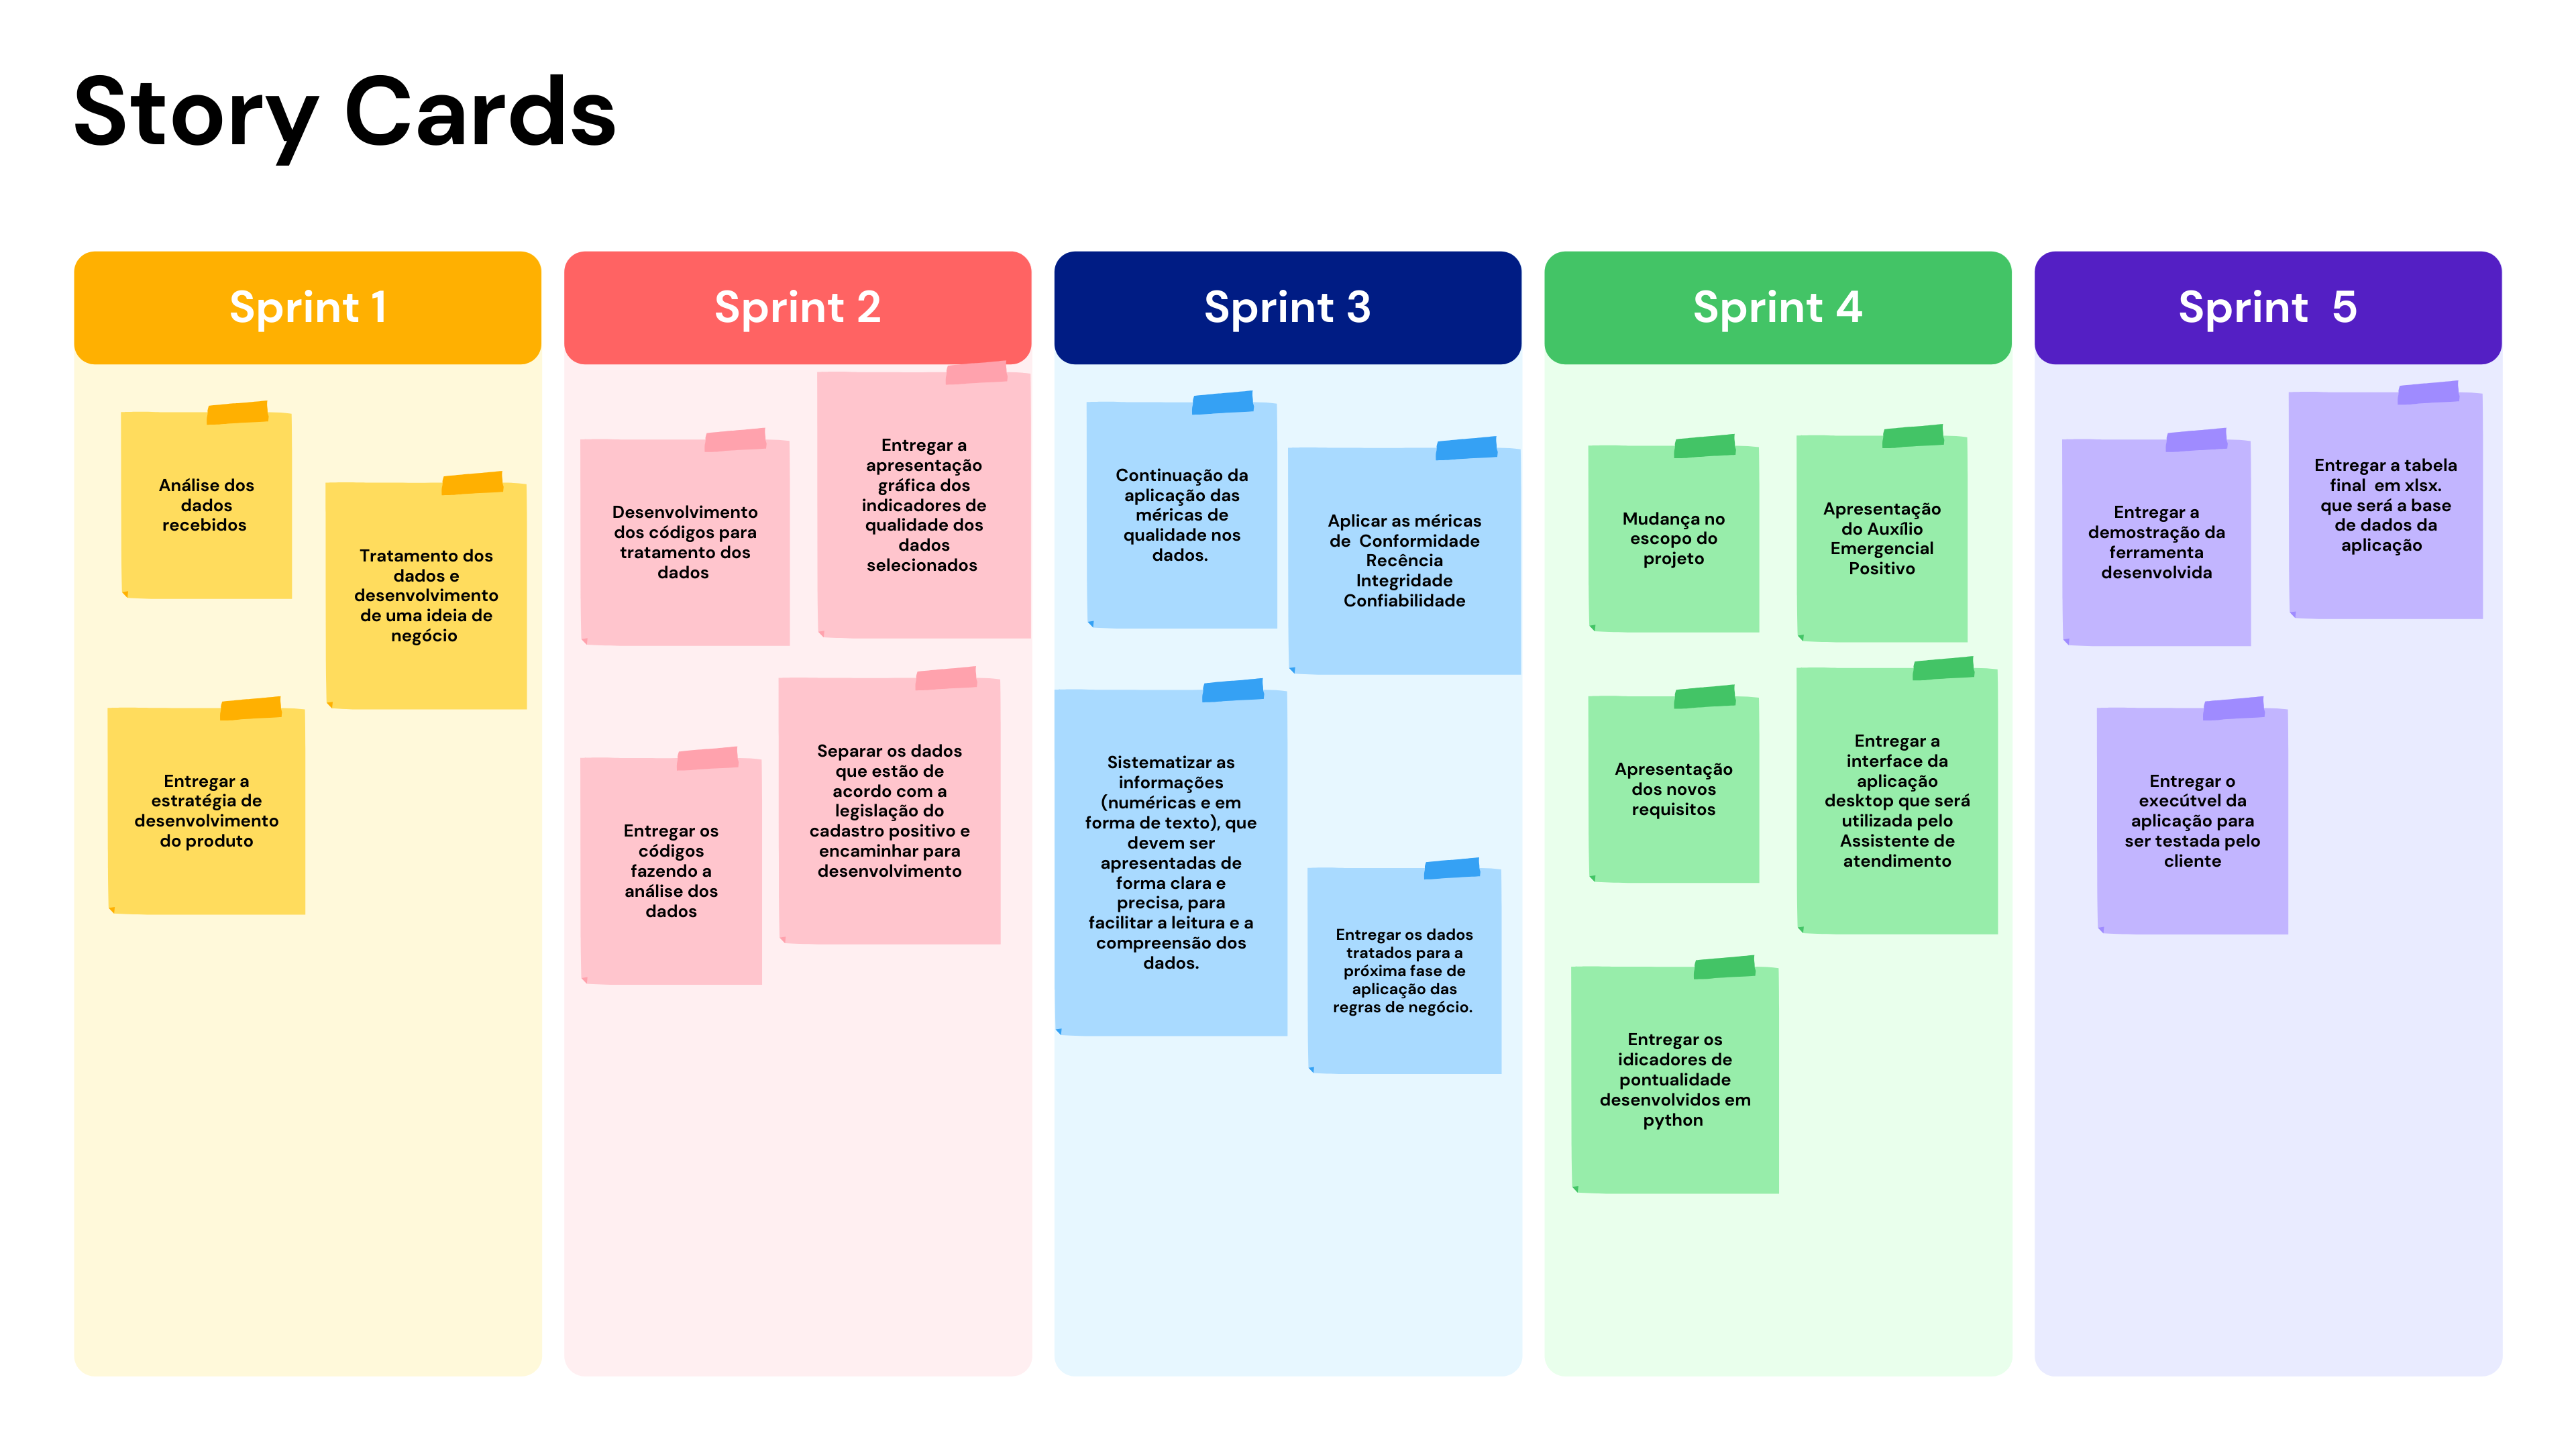 Story Cards
Sprint 1
Análise dos
dados
recebidos
Tratamento dos
dados e
desenvolvimento
de uma ideia de
negócio
Entregar a
estratégia de
desenvolvimento
do produto
Sprint 2
Desenvolvimento
dos códigos para
tratamento dos
dados
Entregar a
apresentação
gráfica dos
indicadores de
qualidade dos
dados
selecionados
Entregar os
códigos
fazendo a
análise dos
dados
Separar os dados
que estão de
acordo com a
legislação do
cadastro positivo e
encaminhar para
desenvolvimento
Sprint 3
Continuação da
aplicação das
méricas de
qualidade nos
dados.
Aplicar as méricas
de  Conformidade
Recência
Integridade
Confiabilidade
Sistematizar as
informações
(numéricas e em
forma de texto), que
devem ser
apresentadas de
forma clara e
precisa, para
facilitar a leitura e a
compreensão dos
dados.
Entregar os dados
tratados para a
próxima fase de
aplicação das
regras de negócio.
Sprint 4
Mudança no
escopo do
projeto
Apresentação
do Auxílio
Emergencial
Positivo
Apresentação
dos novos
requisitos
Entregar a
interface da
aplicação
desktop que será
utilizada pelo
Assistente de
atendimento
Entregar os
idicadores de
pontualidade
desenvolvidos em
python
Sprint  5
Entregar a
demostração da
ferramenta
desenvolvida
Entregar a tabela
final  em xlsx.
que será a base
de dados da
aplicação
Entregar o
execútvel da
aplicação para
ser testada pelo
cliente